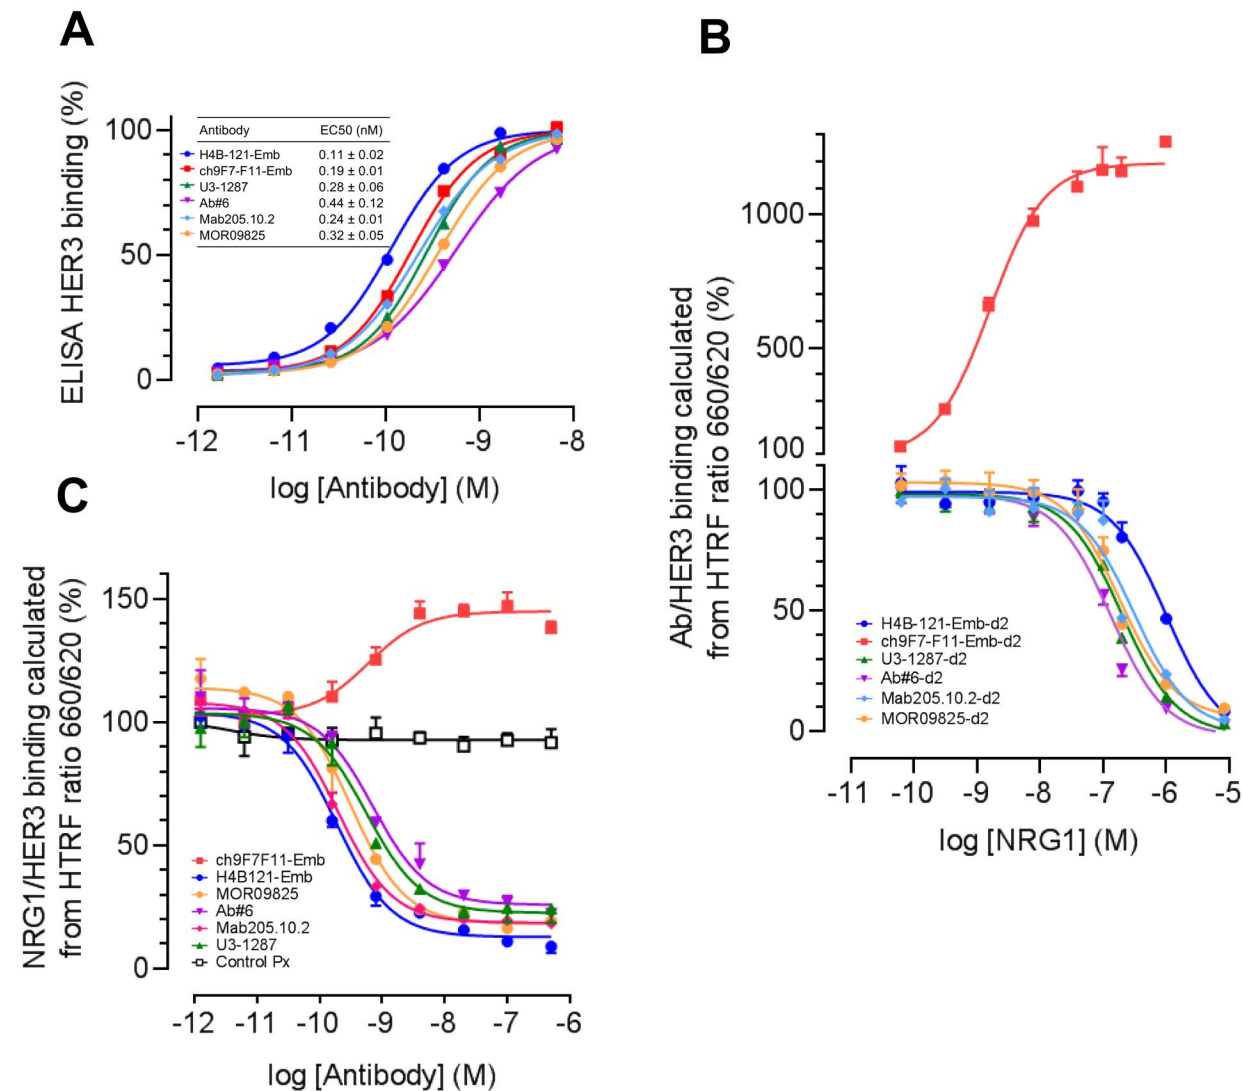 A
ELISA HER3 binding (%)
100
50
0
Antibody EC50 (nM)
H4B-121-Emb 0.11 ± 0.02
ch9F7-F11-Emb 0.19 ± 0.01
U3-1287 0.28 ± 0.06
Ab#6 0.44 ± 0.12
Mab205.10.2 0.24 ± 0.01
MOR09825 0.32 ± 0.05
-12 -11 -10 -9 -8
log [Antibody] (M)
B
Ab/HER3 binding calculated
from HTRF ratio 660/620 (%)
1000
500
100
100
50
0
H4B-121-Emb-d2
ch9F7-F11-Emb-d2
U3-1287-d2
Ab#6-d2
Mab205.10.2-d2
MOR09825-d2
-11 -10 -9 -8 -7 -6 -5
log [NRG1] (M)
C
NRG1/HER3 binding calculated
from HTRF ratio 660/620 (%)
150
100
50
0
ch9F7F11-Emb
H4B121-Emb
MOR09825
Ab#6
Mab205.10.2
U3-1287
Control Px
-12 -11 -10 -9 -8 -7 -6
log [Antibody] (M)